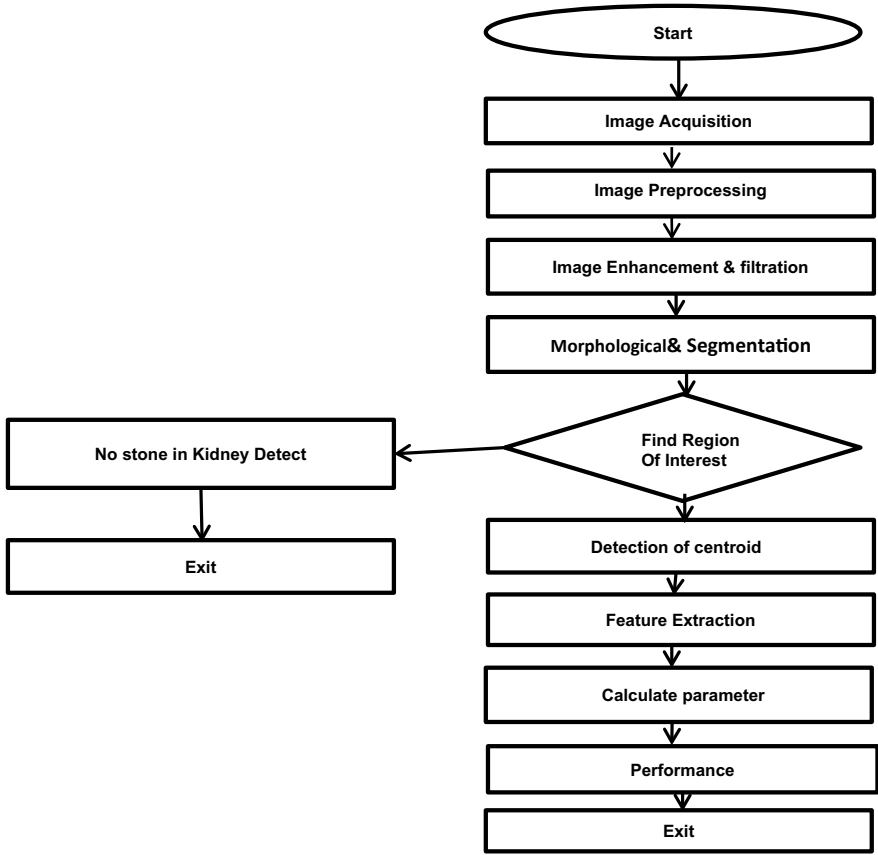 Start
Image Acquisition
Image Preprocessing
Image Enhancement & filtration
Morphological& Segmentation
Find Region
Of Interest
No stone in Kidney Detect
Exit
Detection of centroid
Feature Extraction
Calculate parameter
Performance
Exit